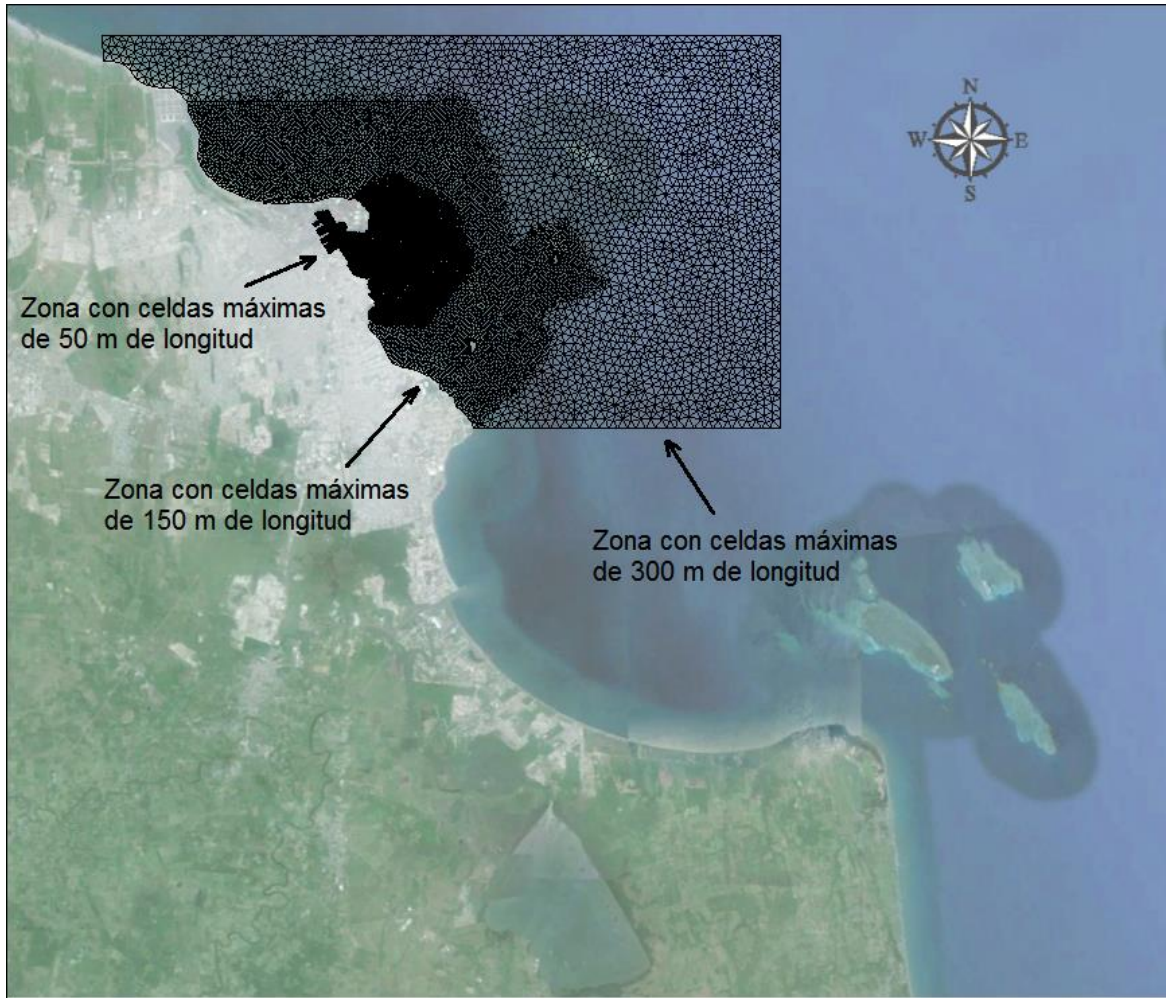 N
W E
S
Zona con celdas máximas
de 50 m de longitud
Zona con celdas máximas
de 150 m de longitud
Zona con celdas máximas
de 300 m de longitud